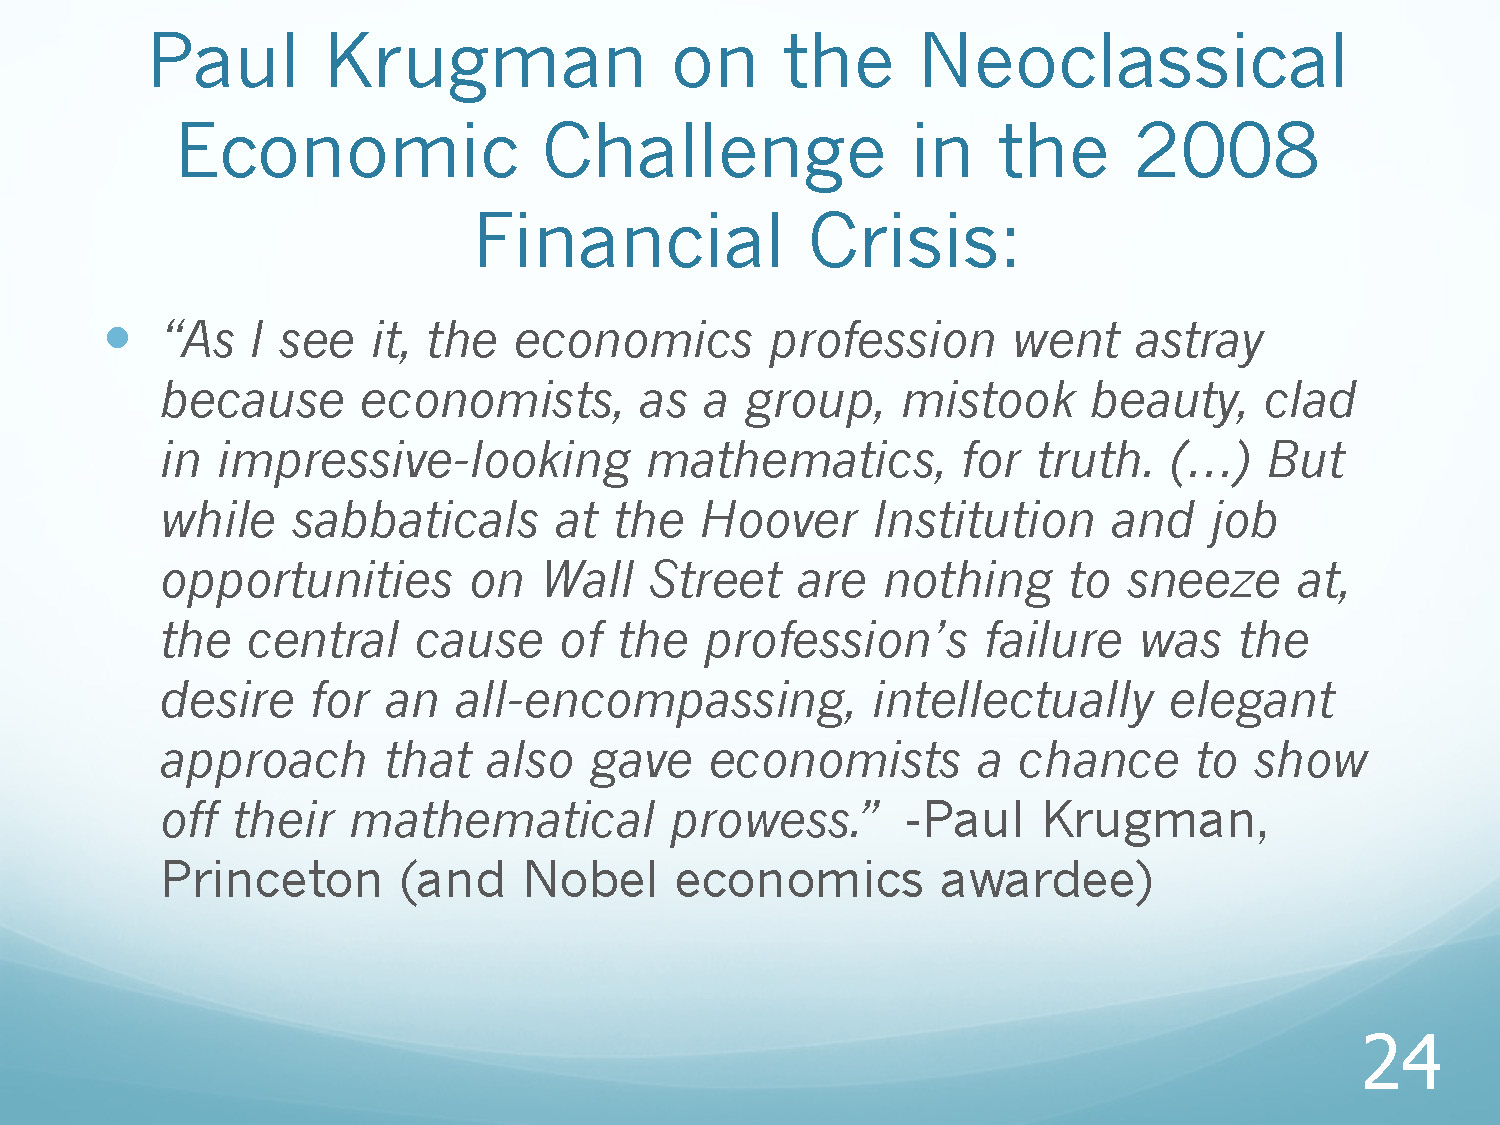 Paul Krugman on the Neoclassical
Economic Challenge in the 2008
Financial Crisis:
• “As I see it, the economics profession went astray
because economists, as a group, mistook beauty, clad
in impressive-looking mathematics, for truth. (…) But
while sabbaticals at the Hoover Institution and job
opportunities on Wall Street are nothing to sneeze at,
the central cause of the profession’s failure was the
desire for an all-encompassing, intellectually elegant
approach that also gave economists a chance to show
off their mathematical prowess.” -Paul Krugman,
Princeton (and Nobel economics awardee)
24